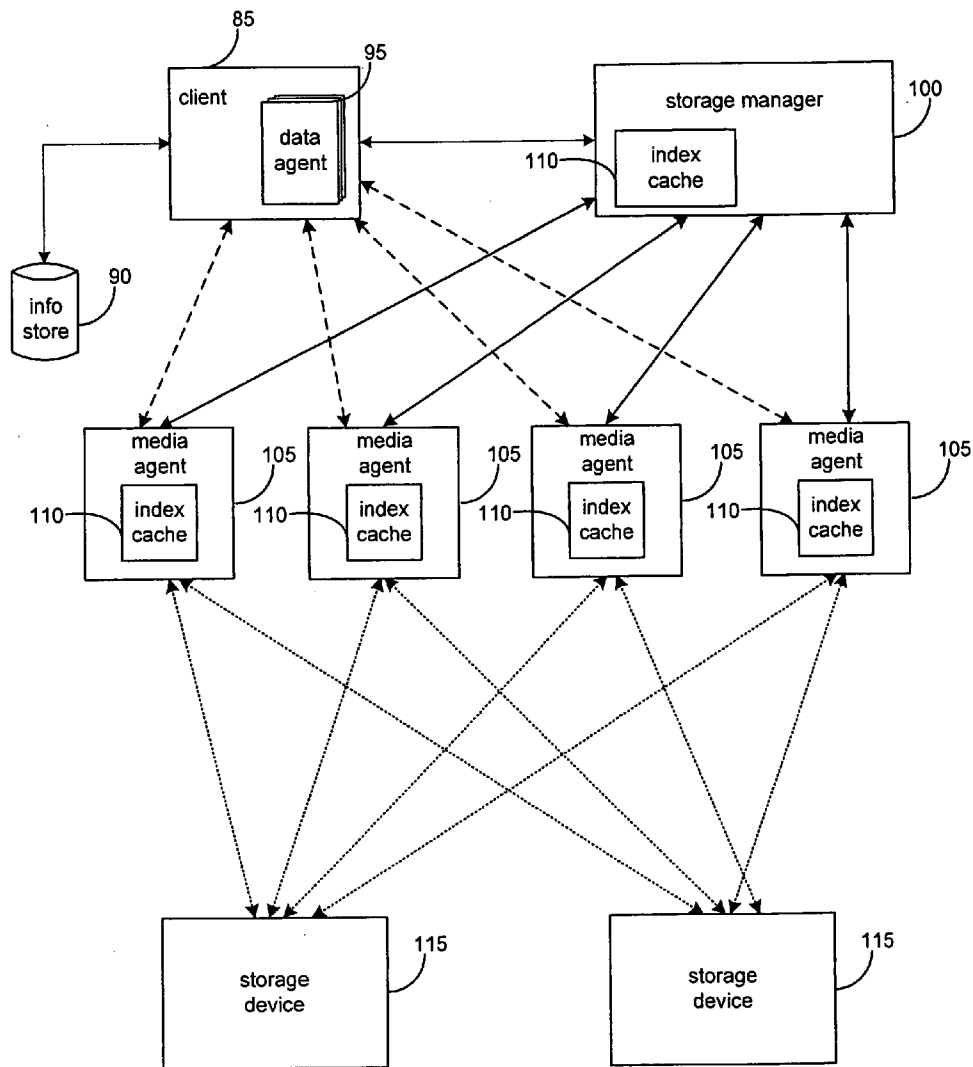 85
95
client
data
agent
storage manager
100
110
index
cache
90
info
store
media
agent
105
110
index
cache
media
agent
105
110
index
cache
media
agent
105
110
index
cache
media
agent
105
110
index
cache
storage
device
115
storage
device
115